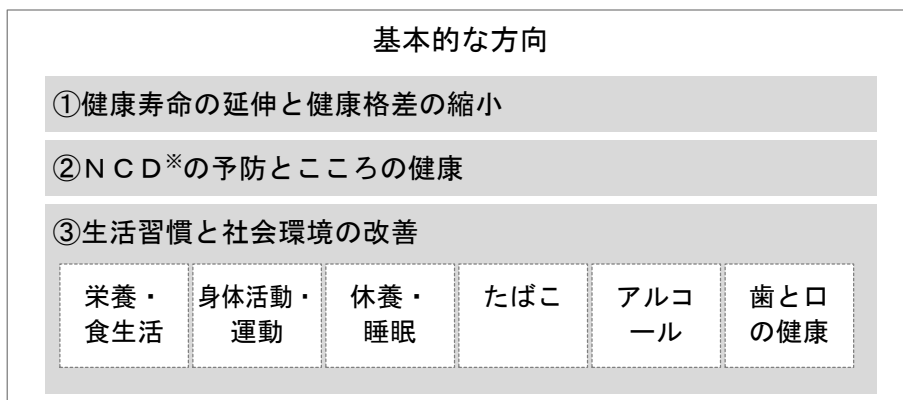 基本的な方向
①健康寿命の延伸と健康格差の縮小
②ＮＣＤ※の予防とこころの健康
③生活習慣と社会環境の改善
栄養・
食生活
身体活動・
運動
休養・
睡眠
たばこ
アルコ
ール
歯と口
の健康